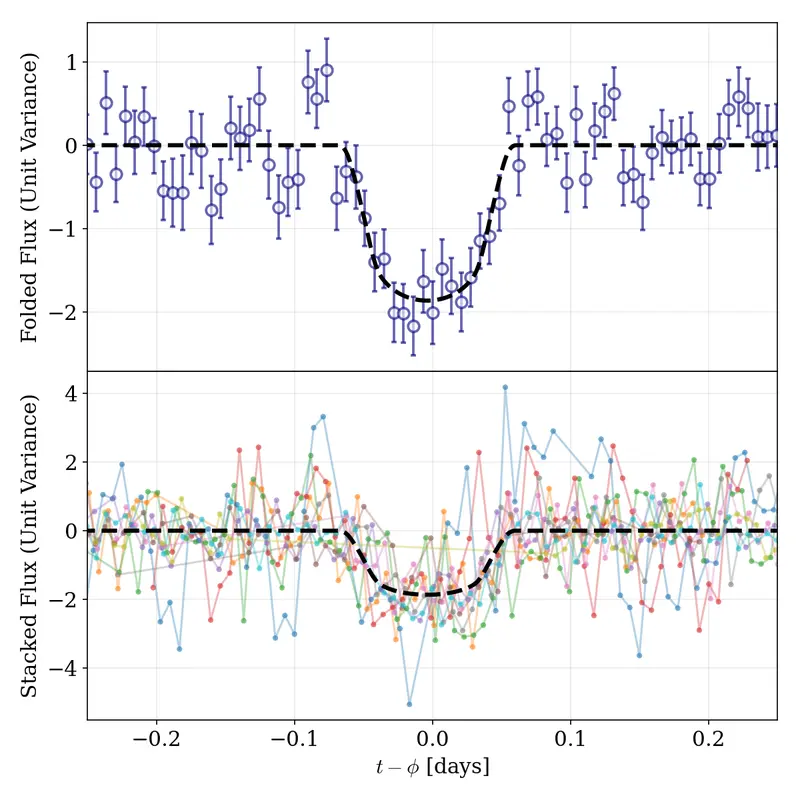 Folded Flux (Unit Variance)
1
0
−1
−2
Stacked Flux (Unit Variance)
4
2
0
−2
−4
−0.2 −0.1 0.0 0.1 0.2
t − ϕ [days]